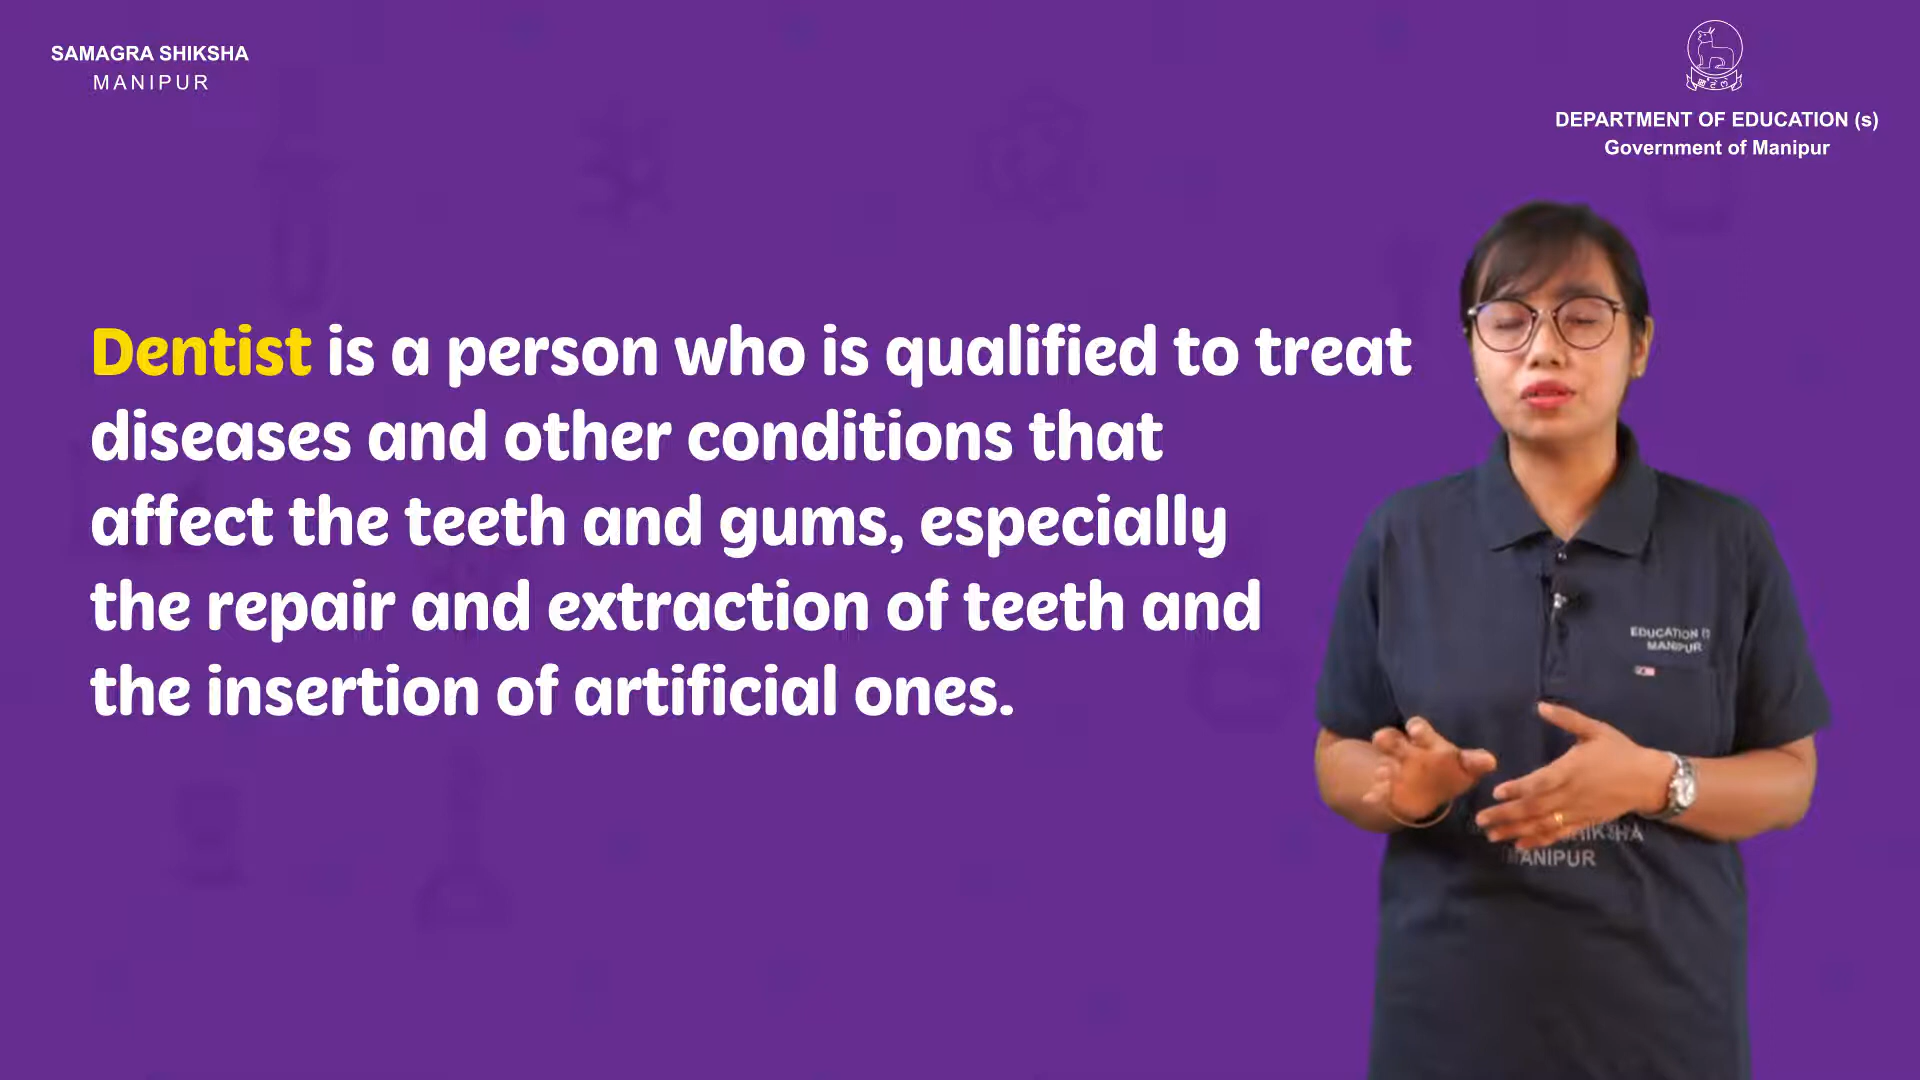 SAMAGRA SHIKSHA
MANIPUR
DEPARTMENT OF EDUCATION (s)
Government of Manipur
Dentist is a person who is qualified to treat
diseases and other conditions that
affect the teeth and gums, especially
the repair and extraction of teeth and
the insertion of artificial ones.
EDUCATION
MANIPUR
SHIKSHA
MANIPUR